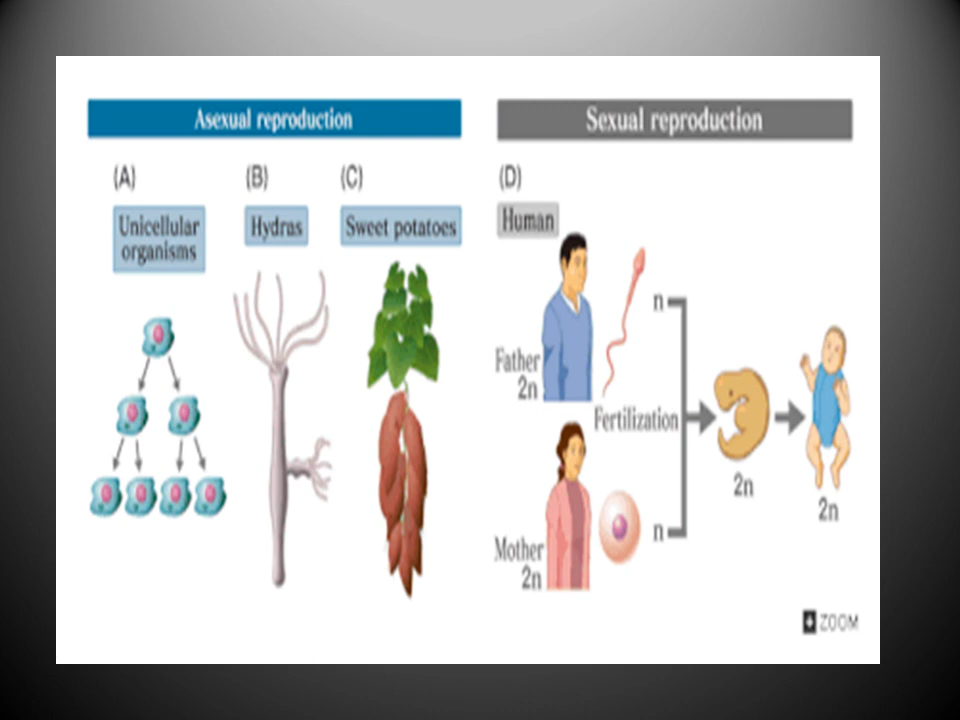 Asexual reproduction
(A)
(B)
(C)
Unicellular
organisms
Hydras
Sweet potatoes
Sexual reproduction
(D)
Human
n
Father
2n
Fertilization
n
Mother
2n
2n
2n
ZOOM